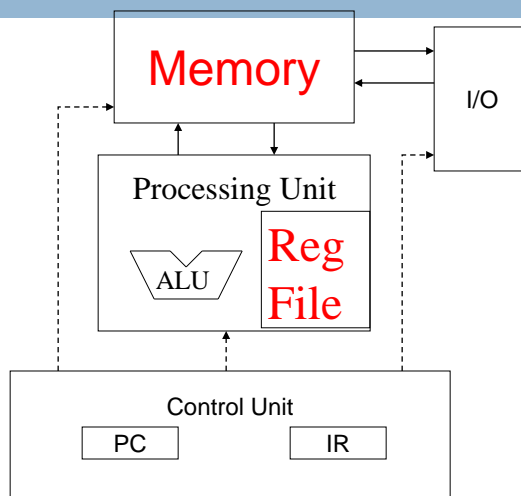 Memory
I/O
Processing Unit
ALU
Reg
File
Control Unit
PC
IR